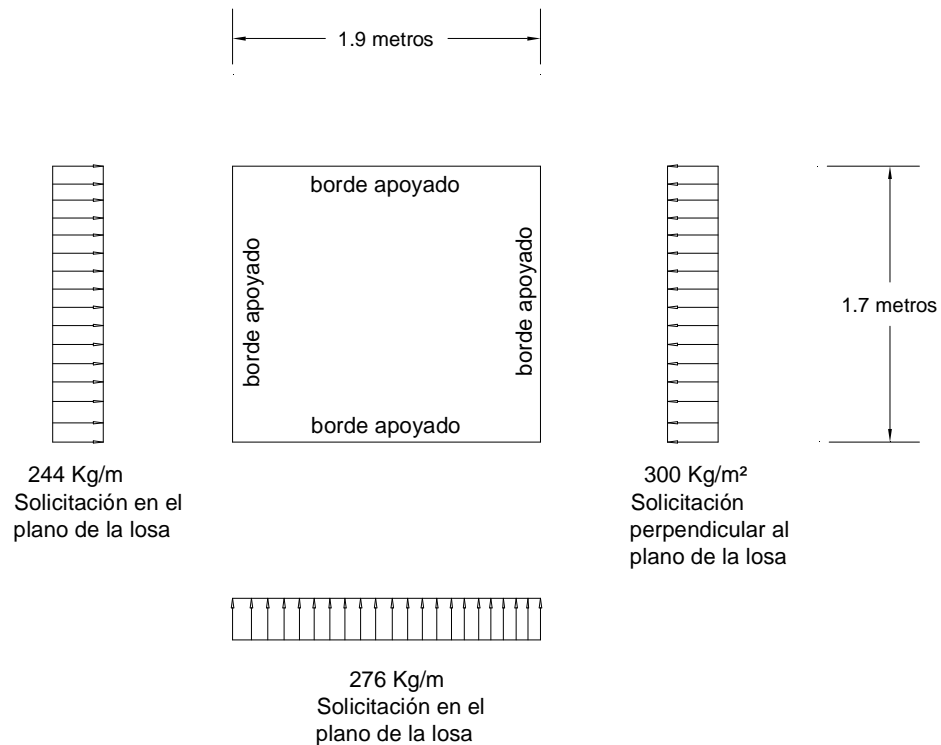 1.9 metros
borde apoyado
borde apoyado
borde apoyado
borde apoyado
1.7 metros
244 Kg/m
Solicitación en el
plano de la losa
300 Kg/m²
Solicitación
perpendicular al
plano de la losa
276 Kg/m
Solicitación en el
plano de la losa